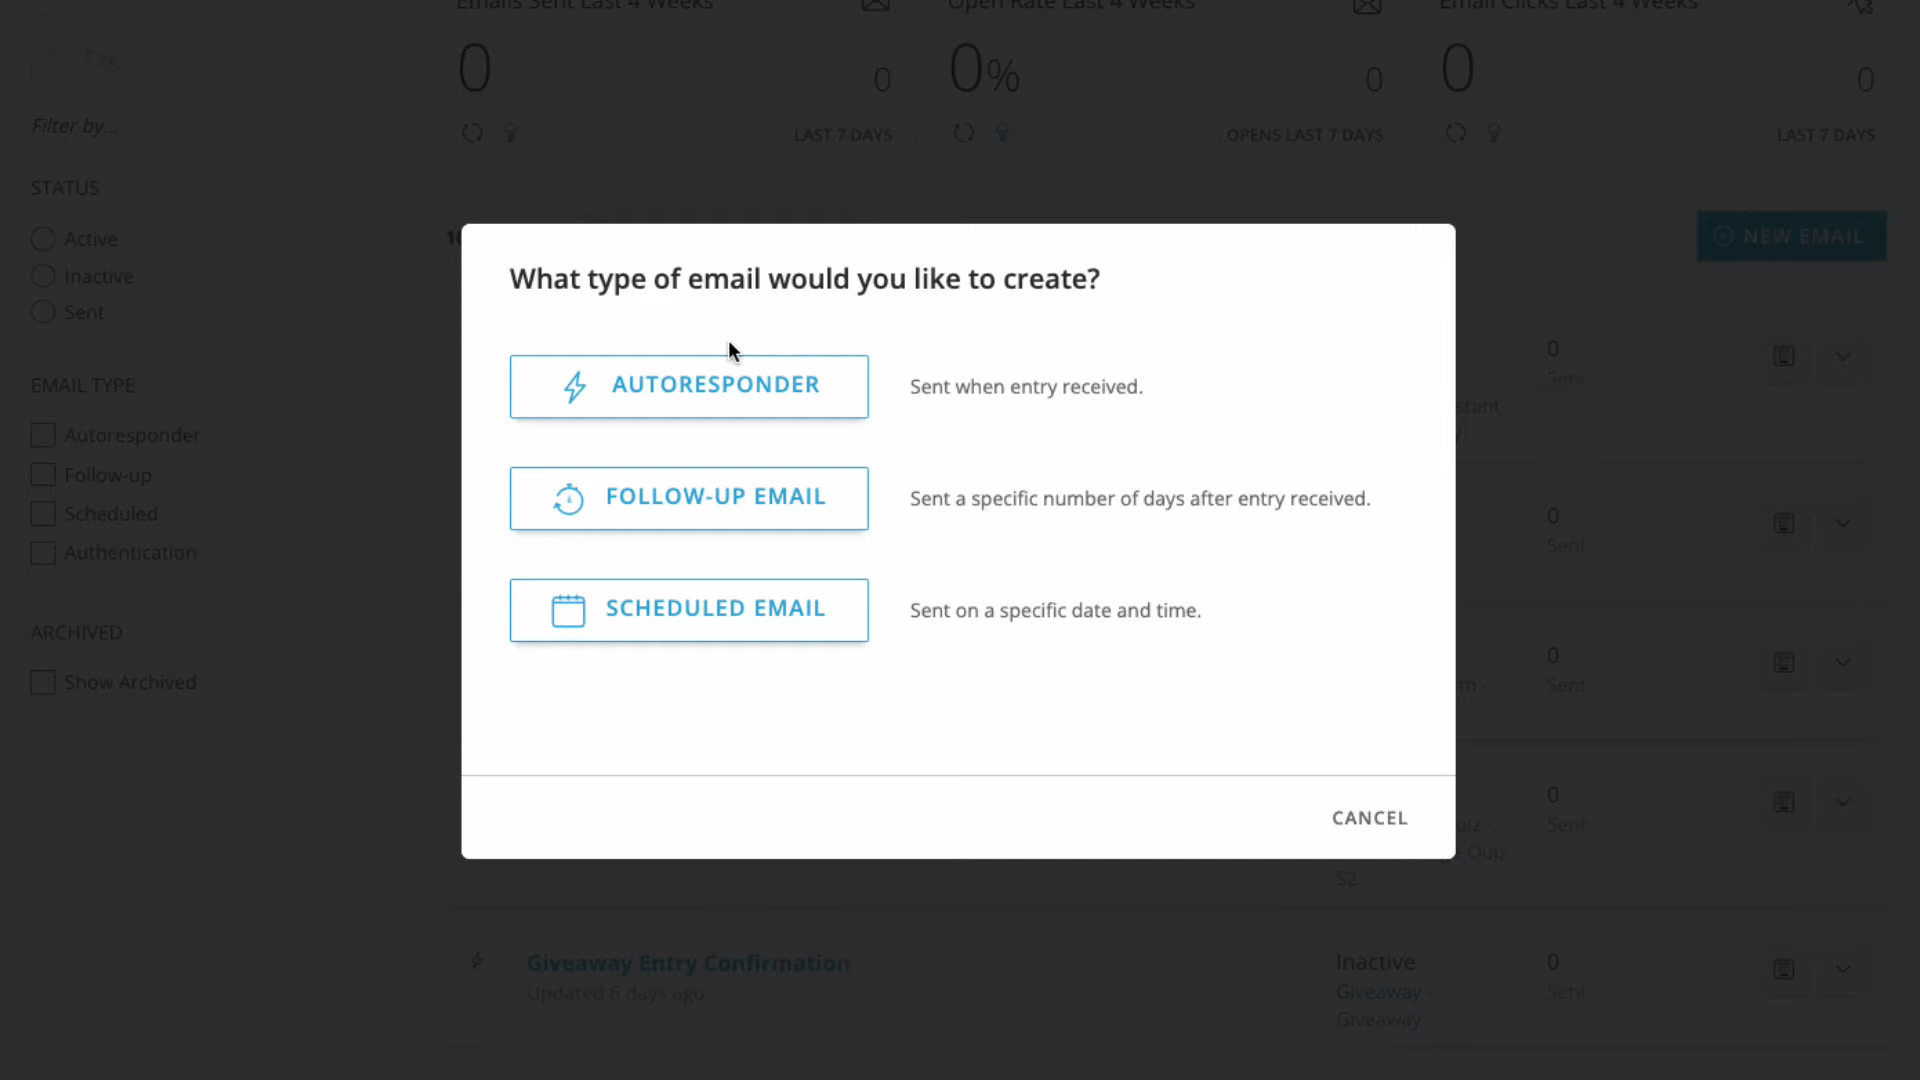 Emails Sent Last 4 Weeks
Open Rate Last 4 Weeks
Email Clicks Last 4 Weeks
Tag
0
0
0%
0
0
0
Filter by...
LAST 7 DAYS
OPENS LAST 7 DAYS
LAST 7 DAYS
STATUS
Active
Inactive
Sent
NEW EMAIL
What type of email would you like to create?
AUTORESPONDER
Sent when entry received.
FOLLOW-UP EMAIL
Sent a specific number of days after entry received.
SCHEDULED EMAIL
Sent on a specific date and time.
CANCEL
EMAIL TYPE
Autoresponder
Follow-up
Scheduled
Authentication
ARCHIVED
Show Archived
0
Sent
0
Sent
0
Sent
0
Sent
Quiz
S2
Giveaway Entry Confirmation
Updated 6 days ago
Inactive
Giveaway -
Giveaway
0
Sent